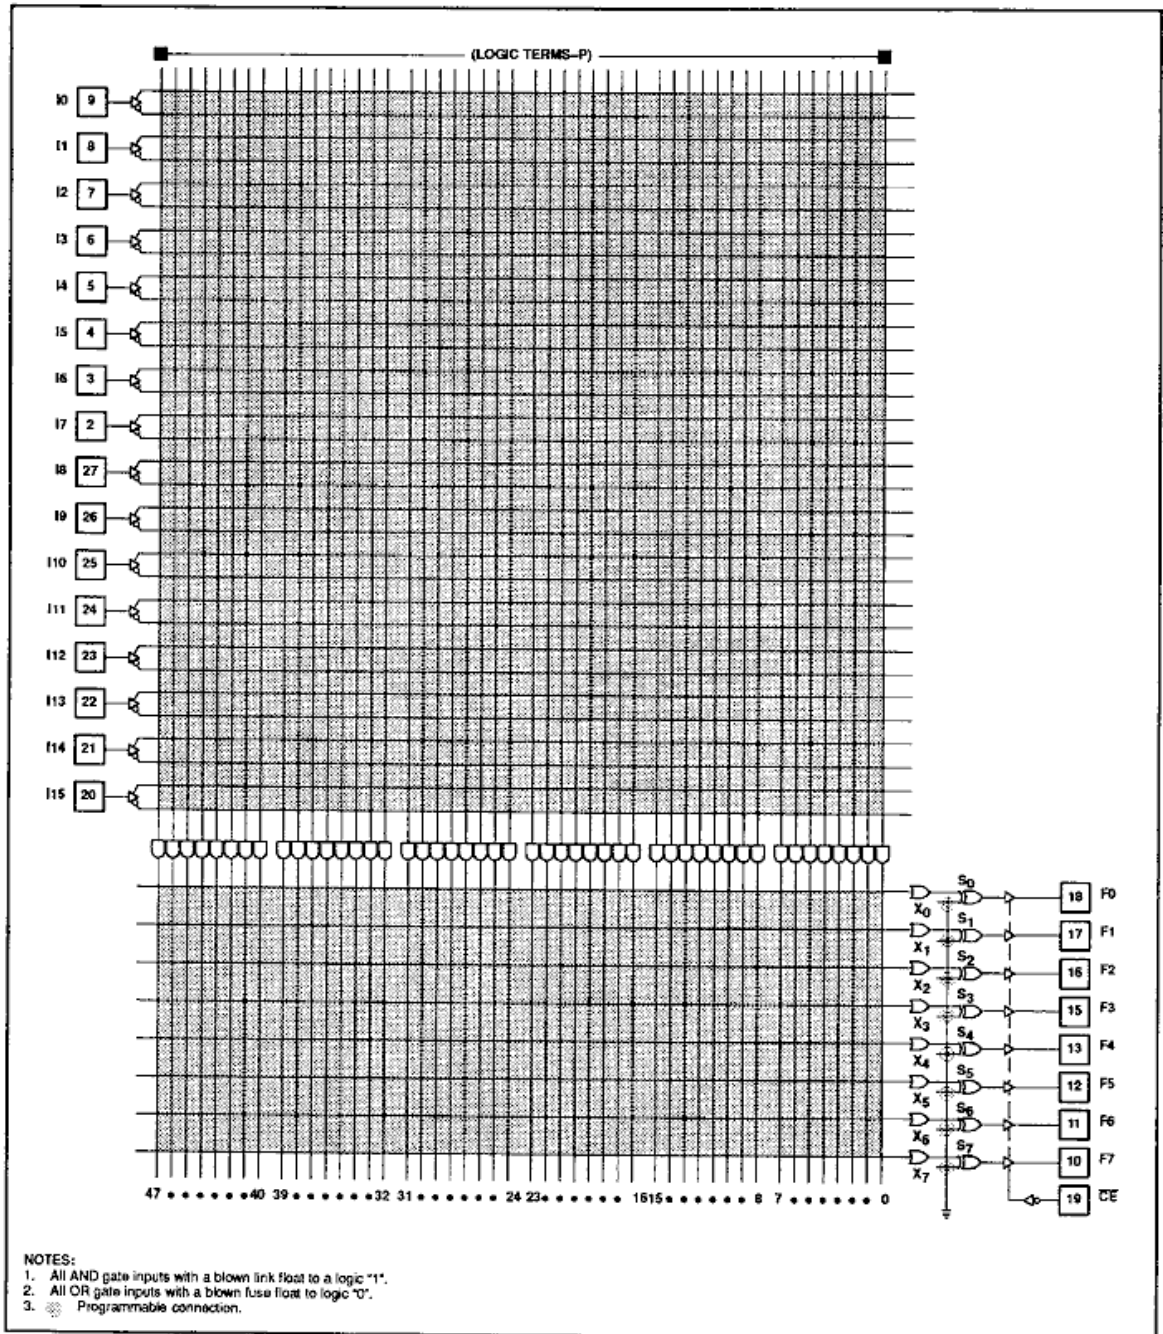 (LOGIC TERMS–P)
I0 9
I1 8
I2 7
I3 6
I4 5
I5 4
I6 3
I7 2
I8 27
I9 26
I10 25
I11 24
I12 23
I13 22
I14 21
I15 20
S0 18 F0
X0
S1 17 F1
X1
S2 16 F2
X2
S3 15 F3
X3
S4 13 F4
X4
S5 12 F5
X5
S6 11 F6
X6
S7 10 F7
X7
47 40 39 32 31 24 23 16 15 8 7 0
19 CE
NOTES:
1. All AND gate inputs with a blown link float to a logic "1".
2. All OR gate inputs with a blown fuse float to logic "0".
3. Programmable connection.